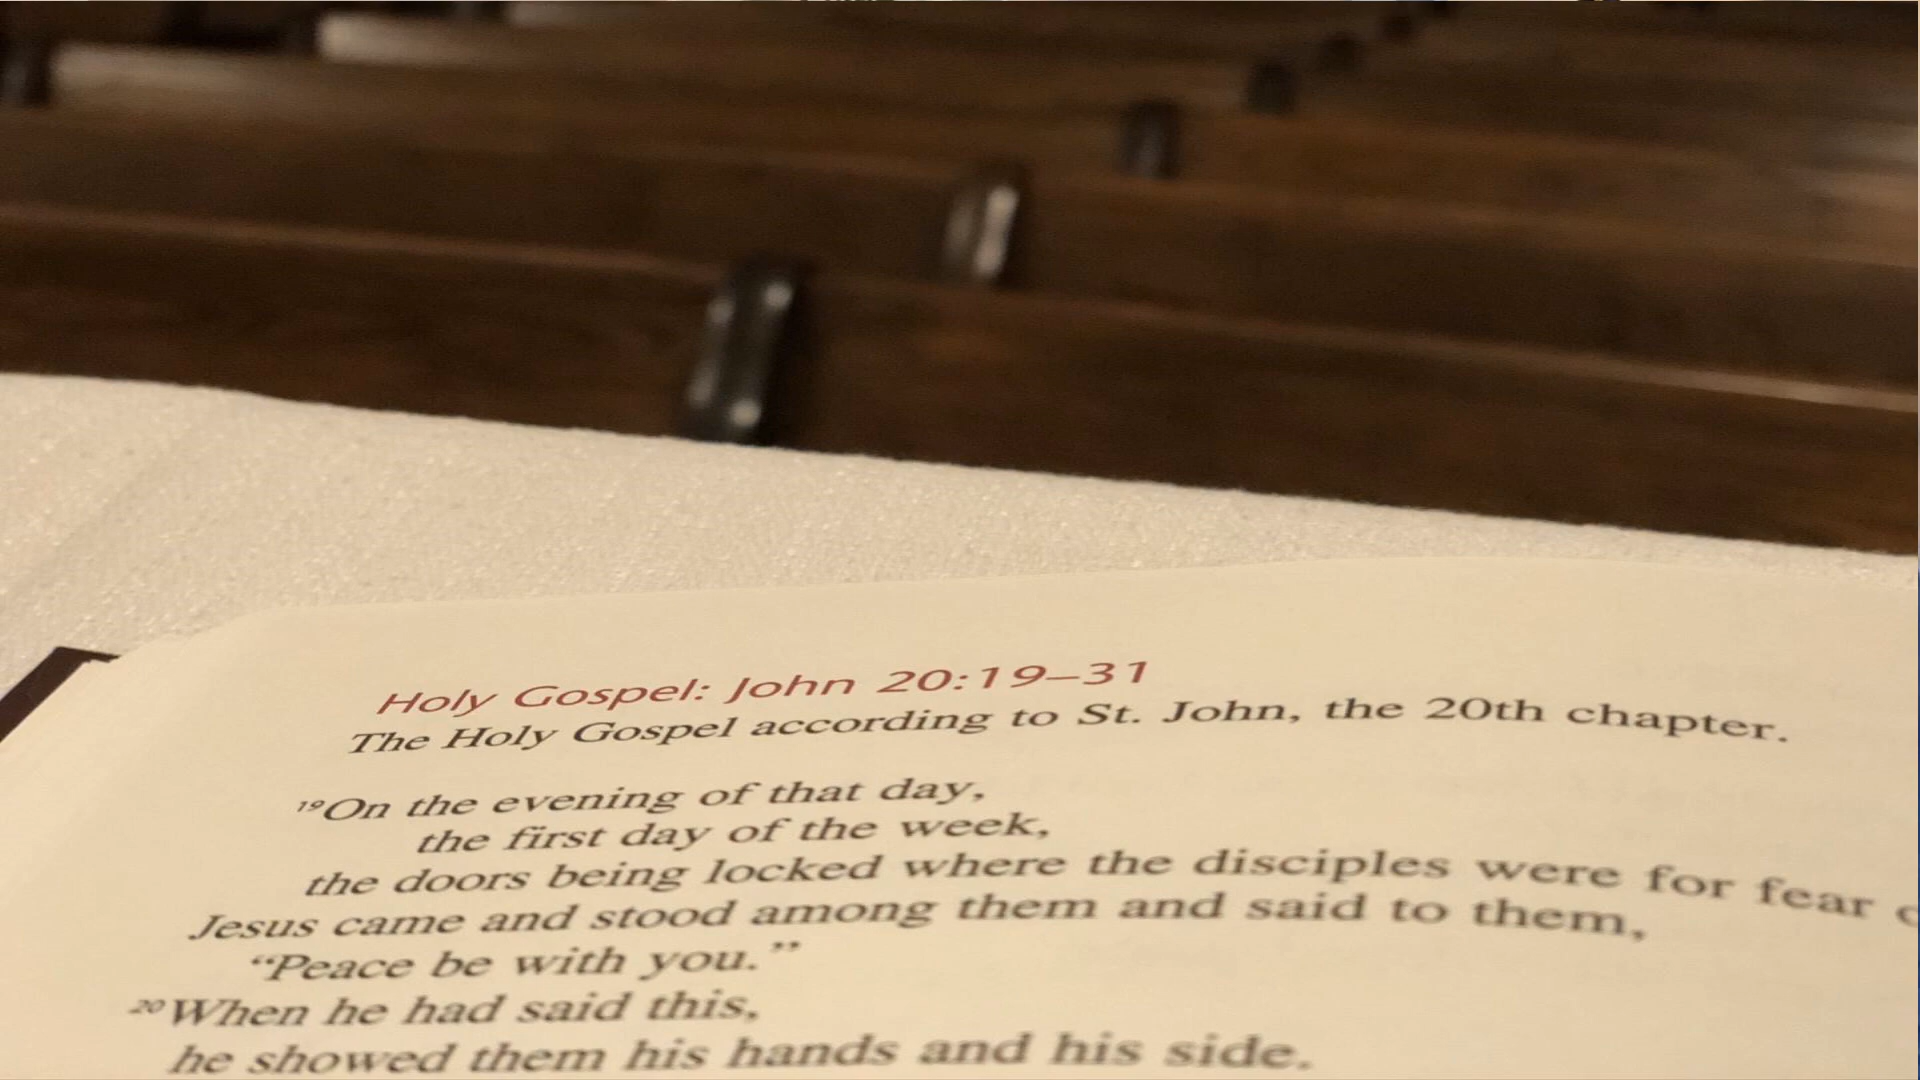 Holy Gospel: John 20:19–31
The Holy Gospel according to St. John, the 20th chapter.
19On the evening of that day,
the first day of the week,
the doors being locked where the disciples were for fear
Jesus came and stood among them and said to them,
“Peace be with you.”
20When he had said this,
he showed them his hands and his side.